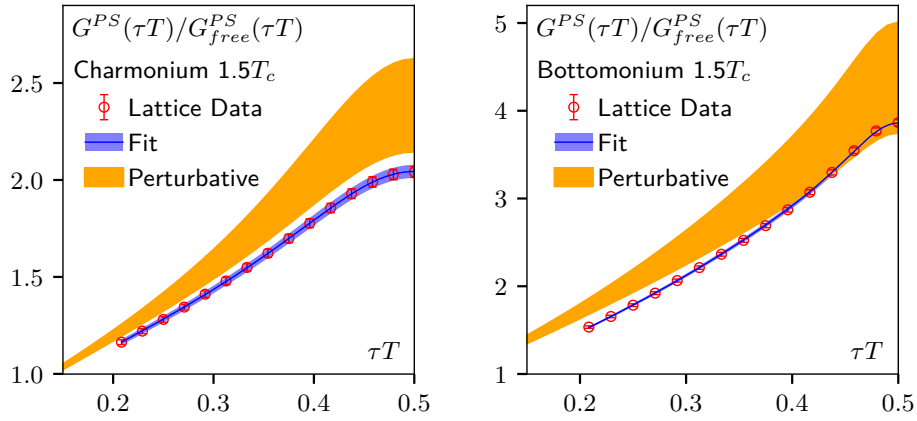 G^{PS}(τT)/G^{PS}_{free}(τT)
Charmonium 1.5T_c
Lattice Data
Fit
Perturbative
τT
2.5
2.0
1.5
1.0
0.2 0.3 0.4 0.5
G^{PS}(τT)/G^{PS}_{free}(τT)
Bottomonium 1.5T_c
Lattice Data
Fit
Perturbative
τT
5
4
3
2
1
0.2 0.3 0.4 0.5